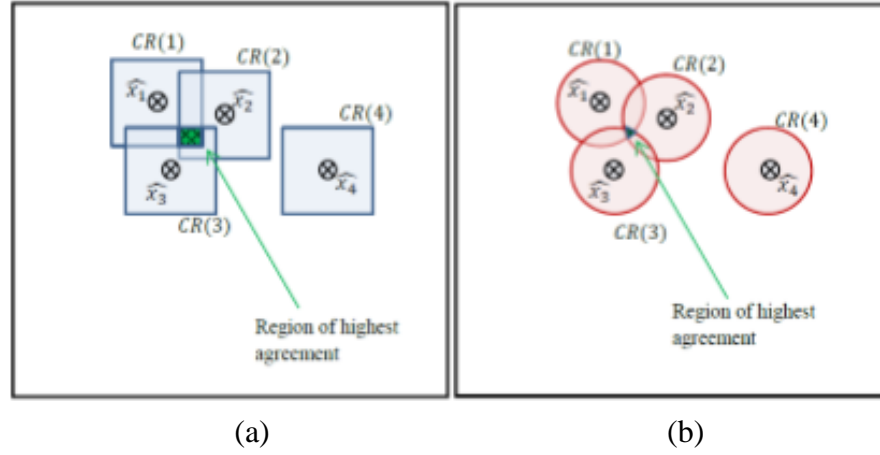 CR(1)
CR(2)
x̂₁
x̂₂
CR(4)
x̂₃
x̂₄
CR(3)
Region of highest
agreement
(a)
CR(1)
CR(2)
x̂₁
x̂₂
CR(4)
x̂₃
x̂₄
CR(3)
Region of highest
agreement
(b)